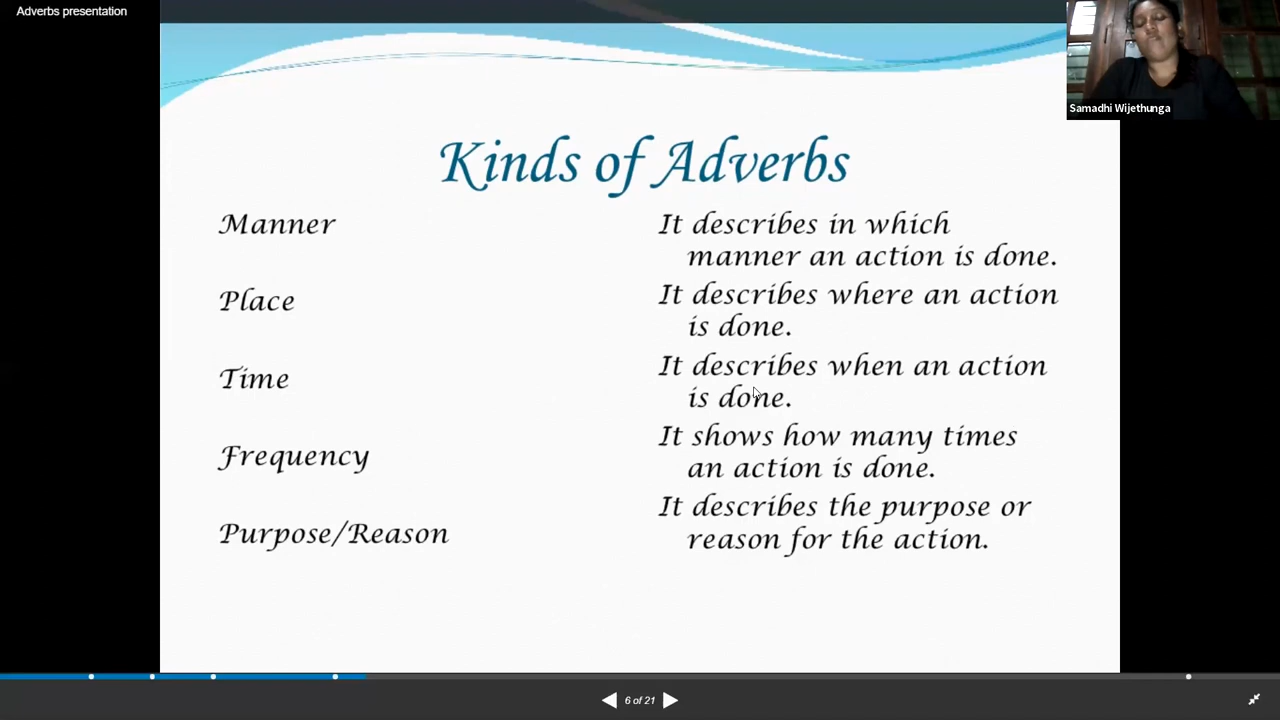 Adverbs presentation
Samadhi Wijethunga
Kinds of Adverbs
Manner
It describes in which
manner an action is done.
Place
It describes where an action
is done.
Time
It describes when an action
is done.
Frequency
It shows how many times
an action is done.
Purpose/Reason
It describes the purpose or
reason for the action.
6 of 21